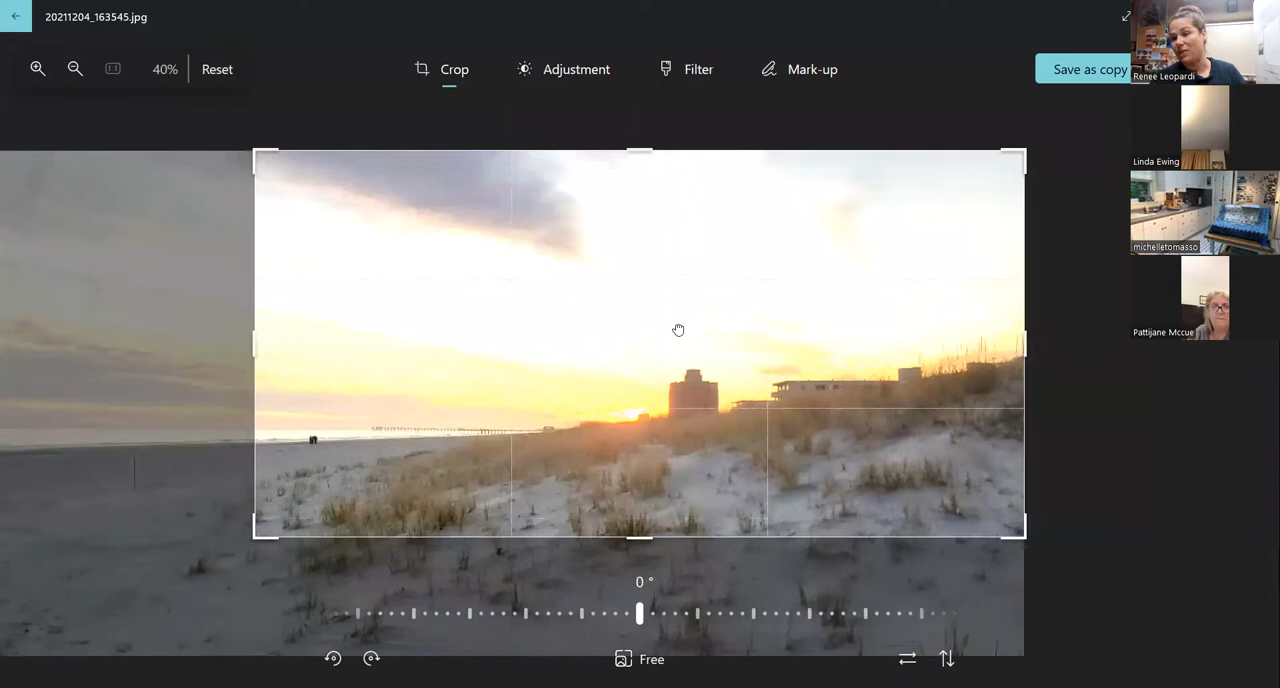 20211204_163545.jpg
40% Reset
Crop Adjustment Filter Mark-up
Save as copy
Renee Leopardi
Linda Ewing
michelletomasso
Pattijane Mccue
0 °
Free